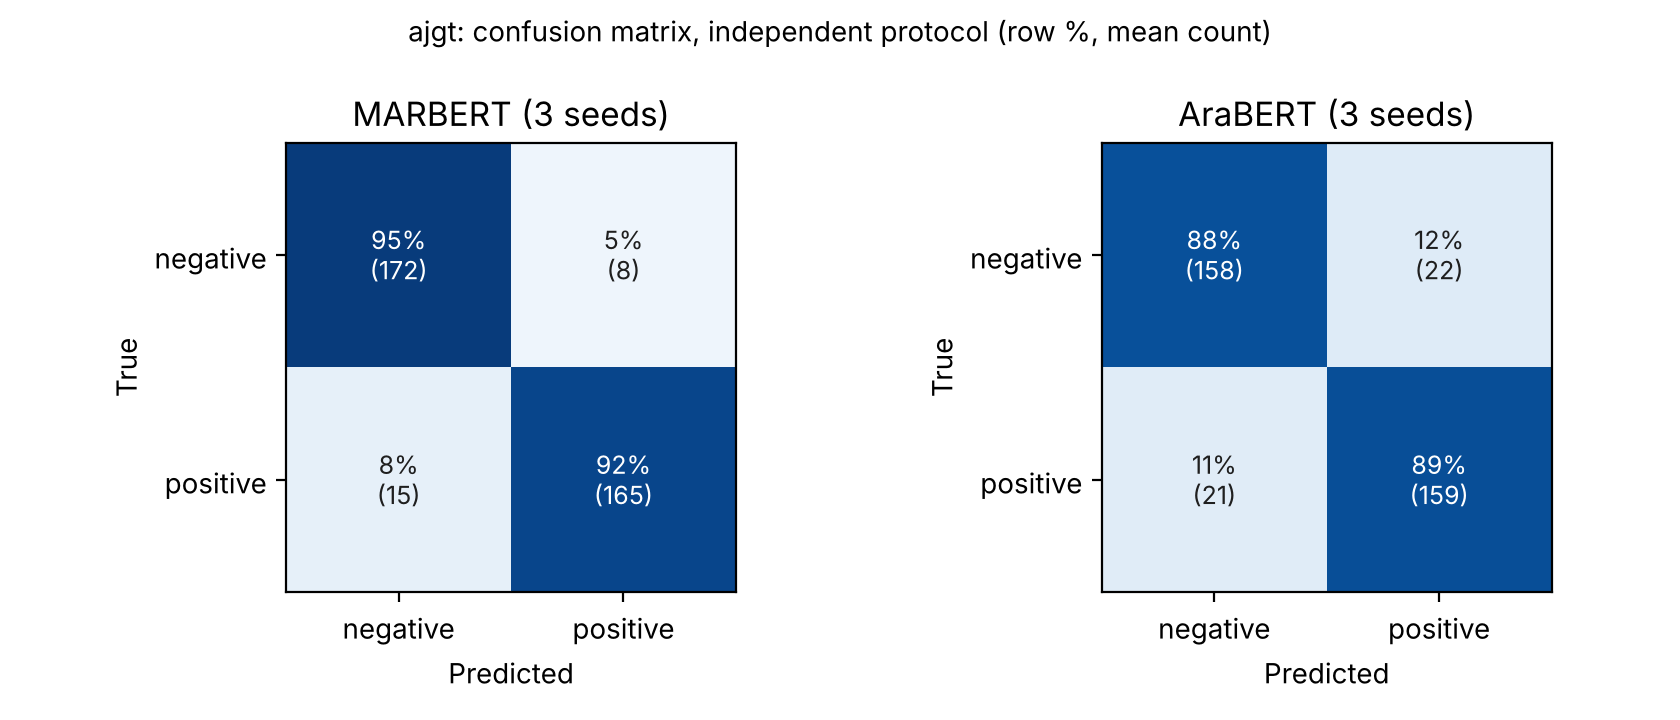 ajgt: confusion matrix, independent protocol (row %, mean count)
MARBERT (3 seeds)
True
negative
positive
95%
(172)
5%
(8)
8%
(15)
92%
(165)
negative
positive
Predicted
AraBERT (3 seeds)
True
negative
positive
88%
(158)
12%
(22)
11%
(21)
89%
(159)
negative
positive
Predicted